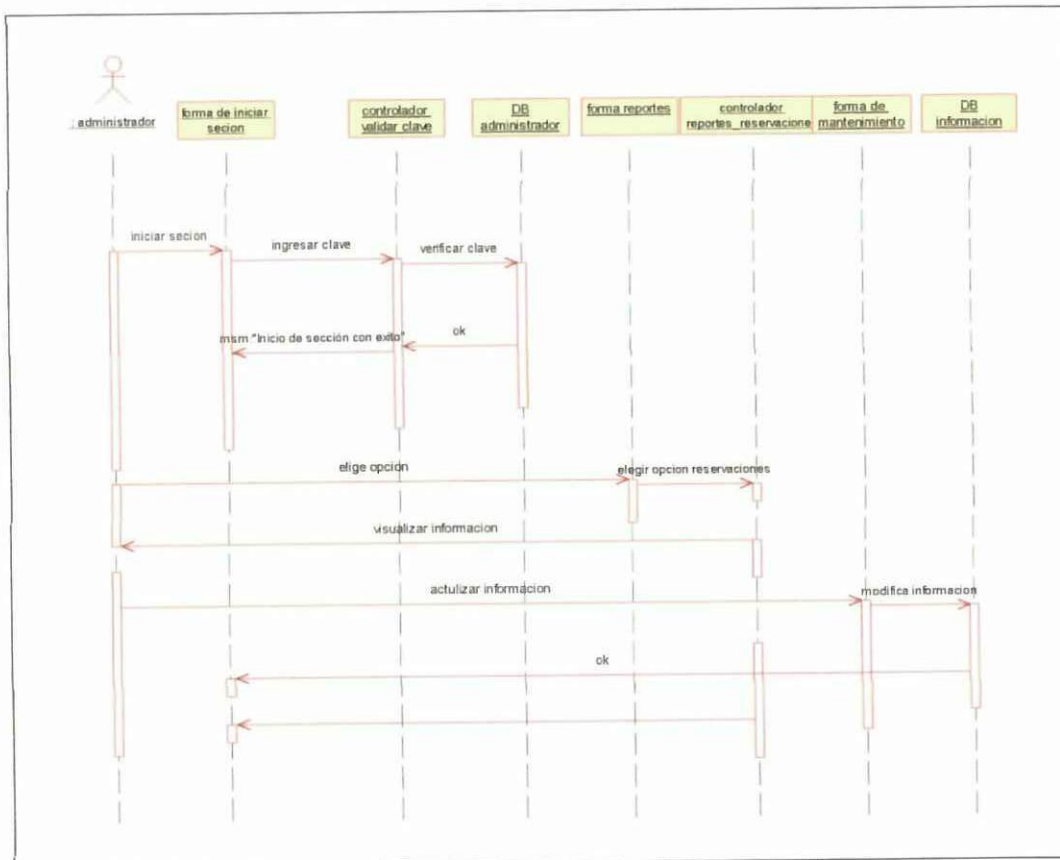 : administrador
forma de iniciar
secion
controlador
validar clave
DB
administrador
forma reportes
controlador
reportes_reservacione
forma de
mantenimiento
DB
informacion
iniciar secion
ingresar clave
verificar clave
msm "Inicio de sección con exito"
ok
elige opcion
elegir opcion reservaciones
visualizar informacion
actulizar informacion
modifica informacion
ok